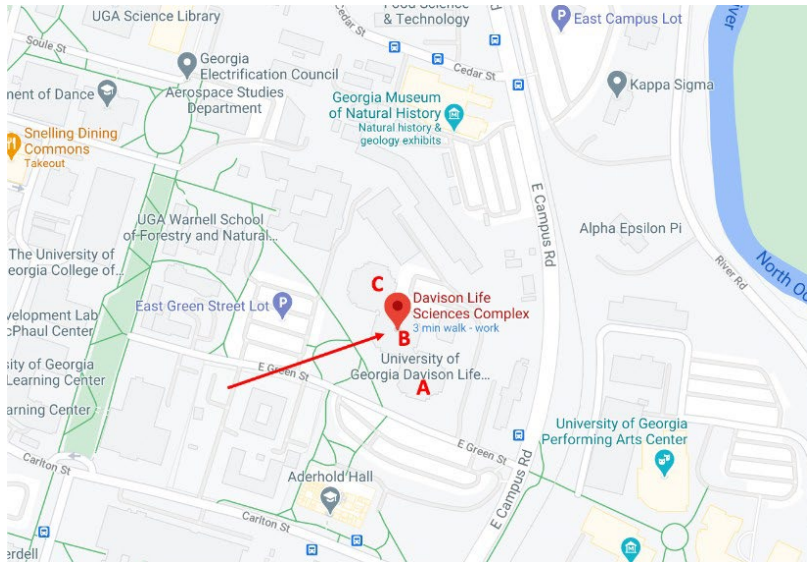 UGA Science Library
Food Science
& Technology
Cedar St
East Campus Lot
River
Soule St
Georgia
Electrification Council
Aerospace Studies
Department
Cedar St
Kappa Sigma
ment of Dance
Georgia Museum
of Natural History
Natural history &
geology exhibits
Snelling Dining
Commons
Takeout
E Campus Rd
UGA Warnell School
of Forestry and Natural...
Alpha Epsilon Pi
The University of
eorgia College of...
River Rd
North Oc
C
Davison Life
Sciences Complex
3 min walk - work
East Green Street Lot
velopment Lab
cPhaul Center
B
University of
Georgia Davison Life...
sity of Georgia
Learning Center
E Green St
A
arning Center
University of Georgia
Performing Arts Center
E Green St
Carlton St
E Campus Rd
Aderhold Hall
Carlton St
erdell